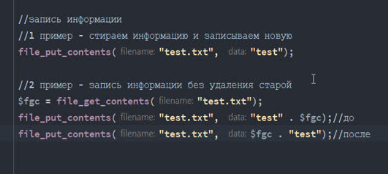 //запись информации
//1 пример - стираем информацию и записываем новую
file_put_contents( filename: "test.txt", data: "test");
//2 пример - запись информации без удаления старой
$fgc = file_get_contents( filename: "test.txt");
file_put_contents( filename: "test.txt", data: "test" . $fgc);//до
file_put_contents( filename: "test.txt", data: $fgc . "test");//после